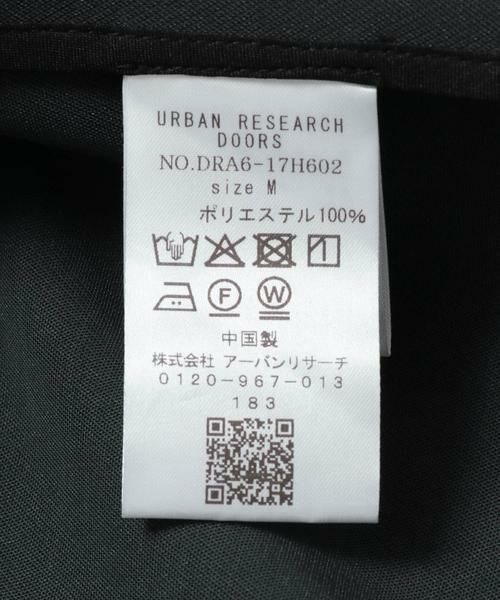 URBAN RESEARCH
DOORS
NO.DRA6-17H602
size M
ポリエステル100%
F
W
中国製
株式会社 アーバンリサーチ
0120-967-013
183